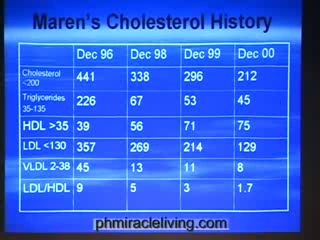 Maren's Cholesterol History
Dec 96 Dec 98 Dec 99 Dec 00
Cholesterol <200 441 338 296 212
Triglycerides 35-135 226 67 53 45
HDL >35 39 56 71 75
LDL <130 357 269 214 129
VLDL 2-38 45 13 11 8
LDL/HDL 9 5 3 1.7
phmiracleliving.com